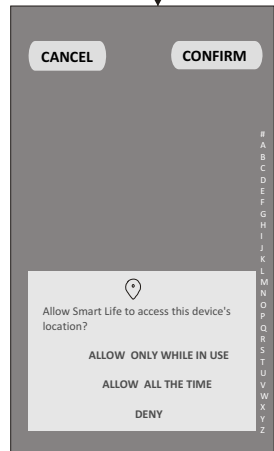 CANCEL
CONFIRM
#
A
B
C
D
E
F
G
H
I
J
K
L
M
N
O
P
Q
R
S
T
U
V
W
X
Y
Z
Allow Smart Life to access this device's
location?
ALLOW ONLY WHILE IN USE
ALLOW ALL THE TIME
DENY